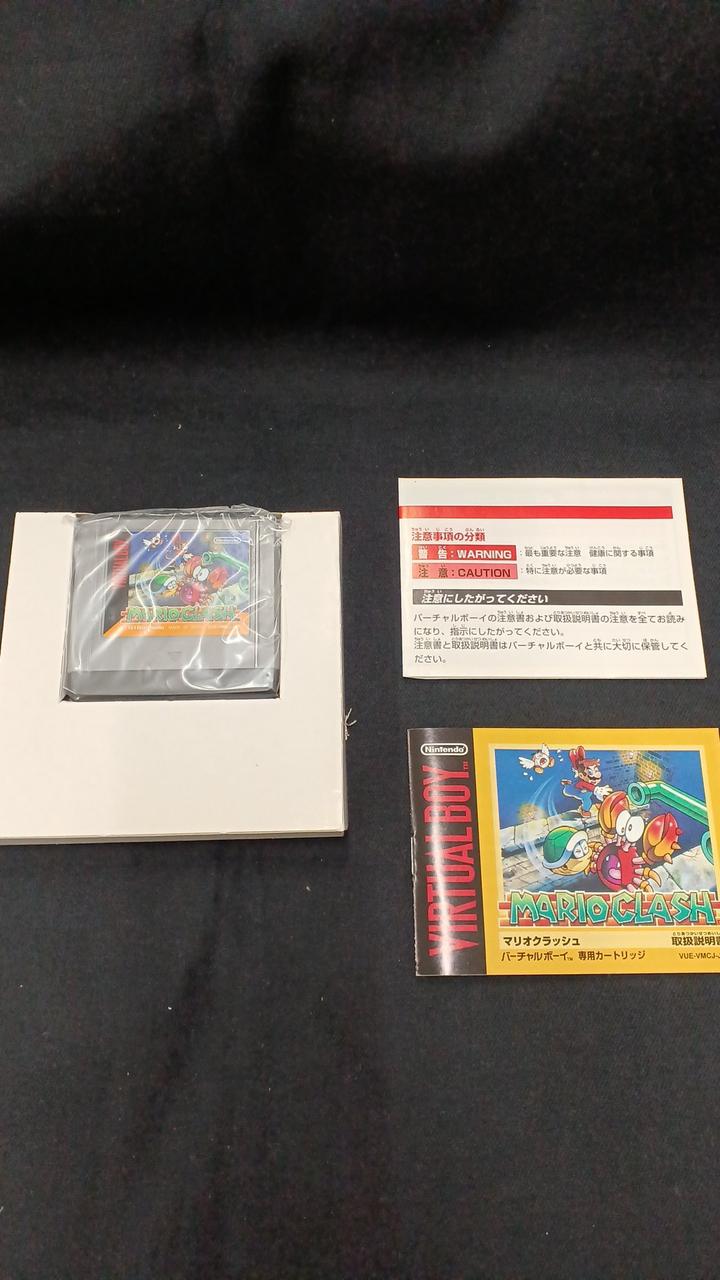 Nintendo
MARIO CLASH
注意事項の分類
警告:WARNING :最も重要な注意 健康に関する事項
注意:CAUTION :特に注意が必要な事項
注意にしたがってください
バーチャルボーイの注意書および取扱説明書の注意を全てお読み
になり、指示にしたがってください。
注意書と取扱説明書はバーチャルボーイと共に大切に保管してく
ださい。
Nintendo
VIRTUAL BOY™
MARIO CLASH
マリオクラッシュ 取扱説明書
バーチャルボーイ™ 専用カートリッジ VUE-VMCJ-J